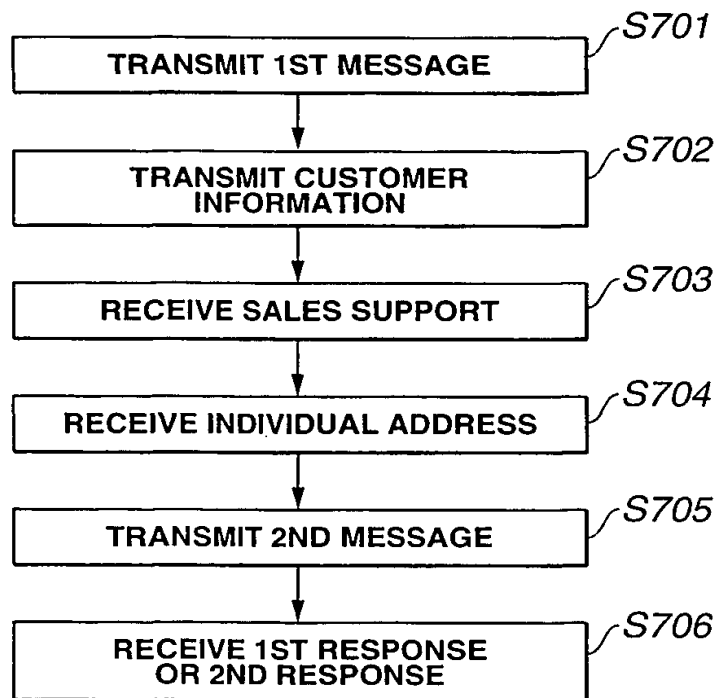 S701
TRANSMIT 1ST MESSAGE
S702
TRANSMIT CUSTOMER
INFORMATION
S703
RECEIVE SALES SUPPORT
S704
RECEIVE INDIVIDUAL ADDRESS
S705
TRANSMIT 2ND MESSAGE
S706
RECEIVE 1ST RESPONSE
OR 2ND RESPONSE